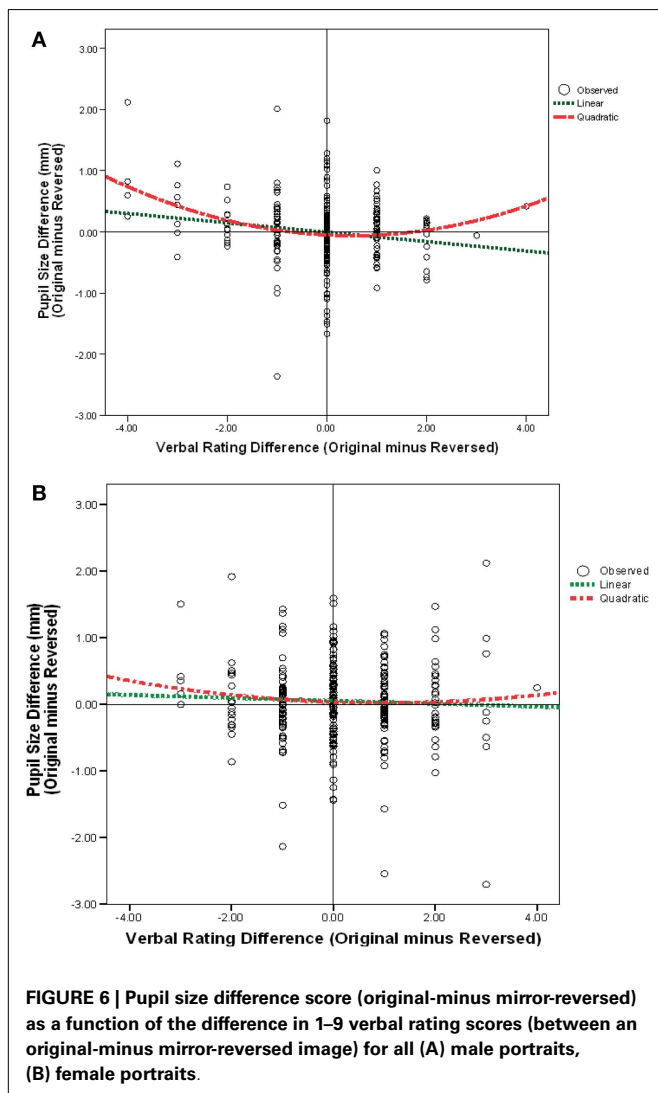 A
3.00
2.00
1.00
0.00
-1.00
-2.00
-3.00
Pupil Size Difference (mm)
(Original minus Reversed)
-4.00 -2.00 0.00 2.00 4.00
Verbal Rating Difference (Original minus Reversed)
Observed
Linear
Quadratic
B
3.00
2.00
1.00
0.00
-1.00
-2.00
-3.00
Pupil Size Difference (mm)
(Original minus Reversed)
-4.00 -2.00 0.00 2.00 4.00
Verbal Rating Difference (Original minus Reversed)
Observed
Linear
Quadratic
FIGURE 6 | Pupil size difference score (original-minus mirror-reversed)
as a function of the difference in 1–9 verbal rating scores (between an
original-minus mirror-reversed image) for all (A) male portraits,
(B) female portraits.